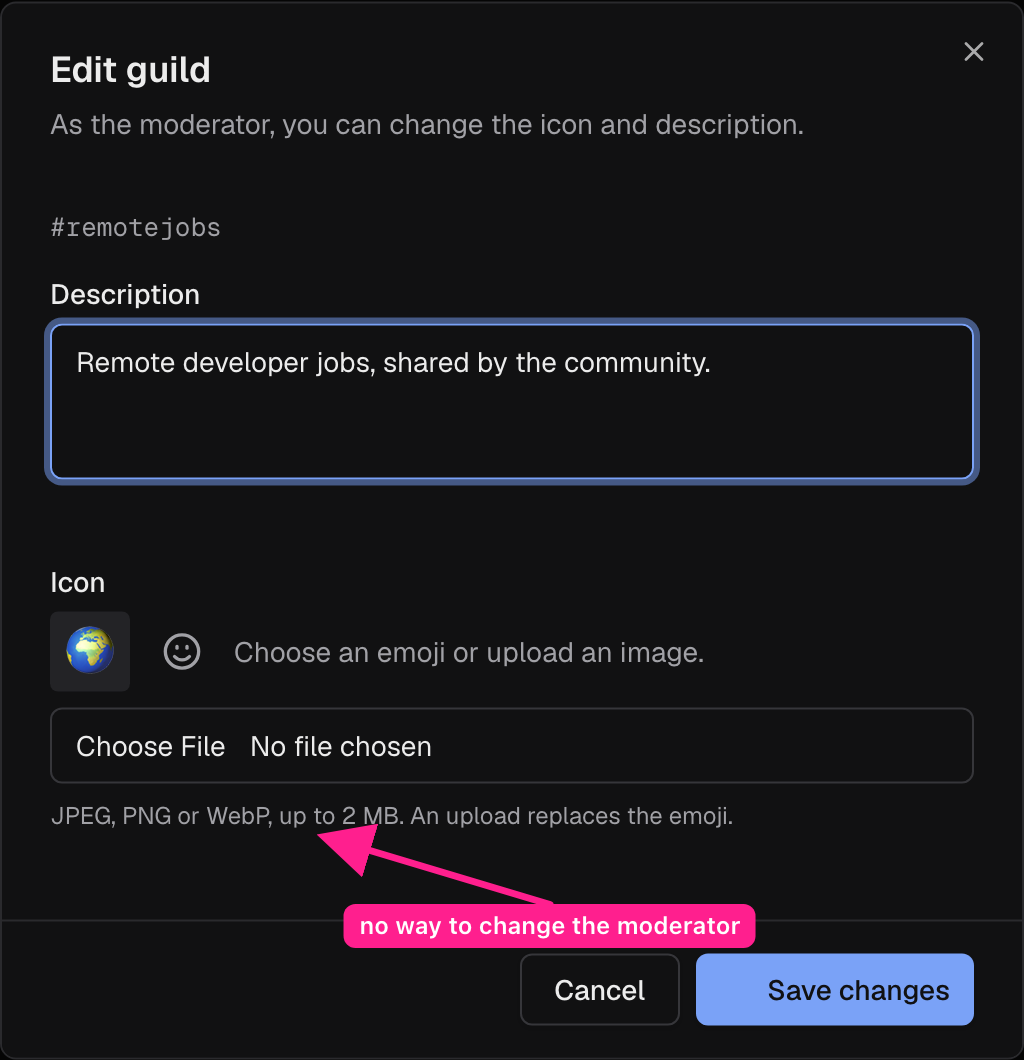 Edit guild
As the moderator, you can change the icon and description.
#remotejobs
Description
Remote developer jobs, shared by the community.
Icon
Choose an emoji or upload an image.
Choose File No file chosen
JPEG, PNG or WebP, up to 2 MB. An upload replaces the emoji.
no way to change the moderator
Cancel Save changes